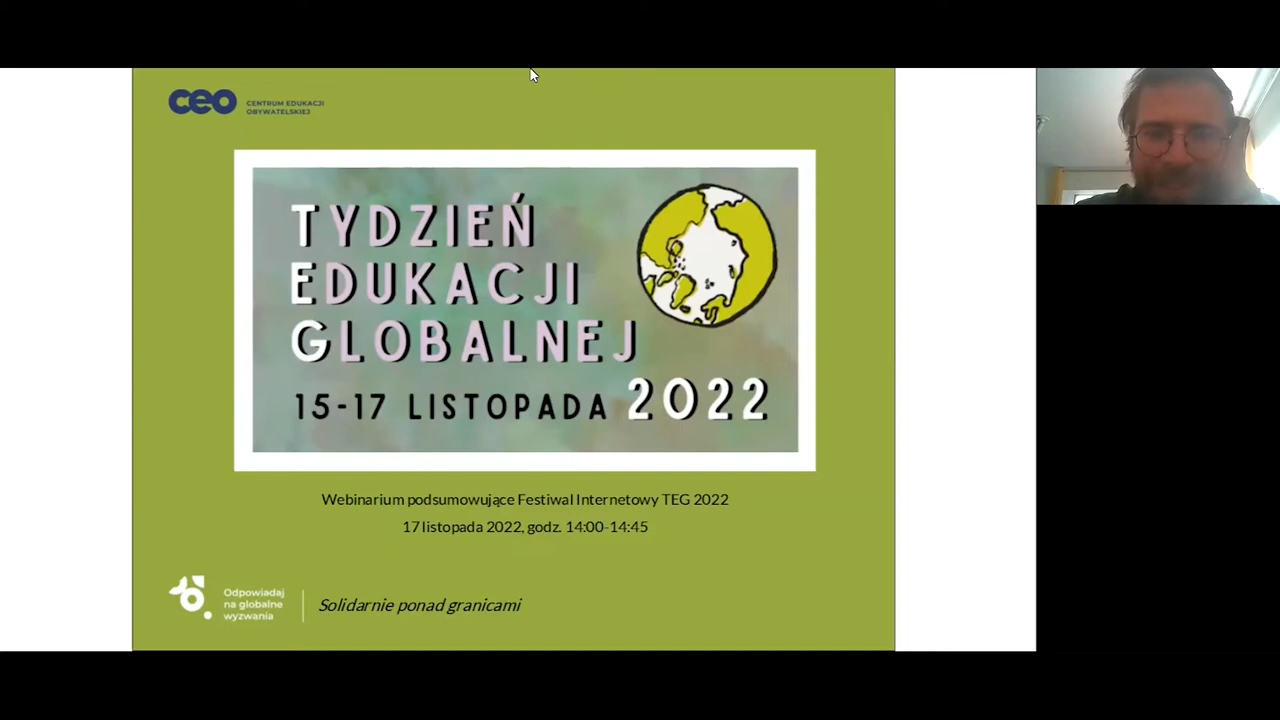 ceo
CENTRUM EDUKACJI
OBYWATELSKIEJ
TYDZIEŃ
EDUKACJI
GLOBALNEJ
15-17 LISTOPADA 2022
Webinarium podsumowujące Festiwal Internetowy TEG 2022
17 listopada 2022, godz. 14:00-14:45
Odpowiadaj
na globalne
wyzwania
Solidarnie ponad granicami